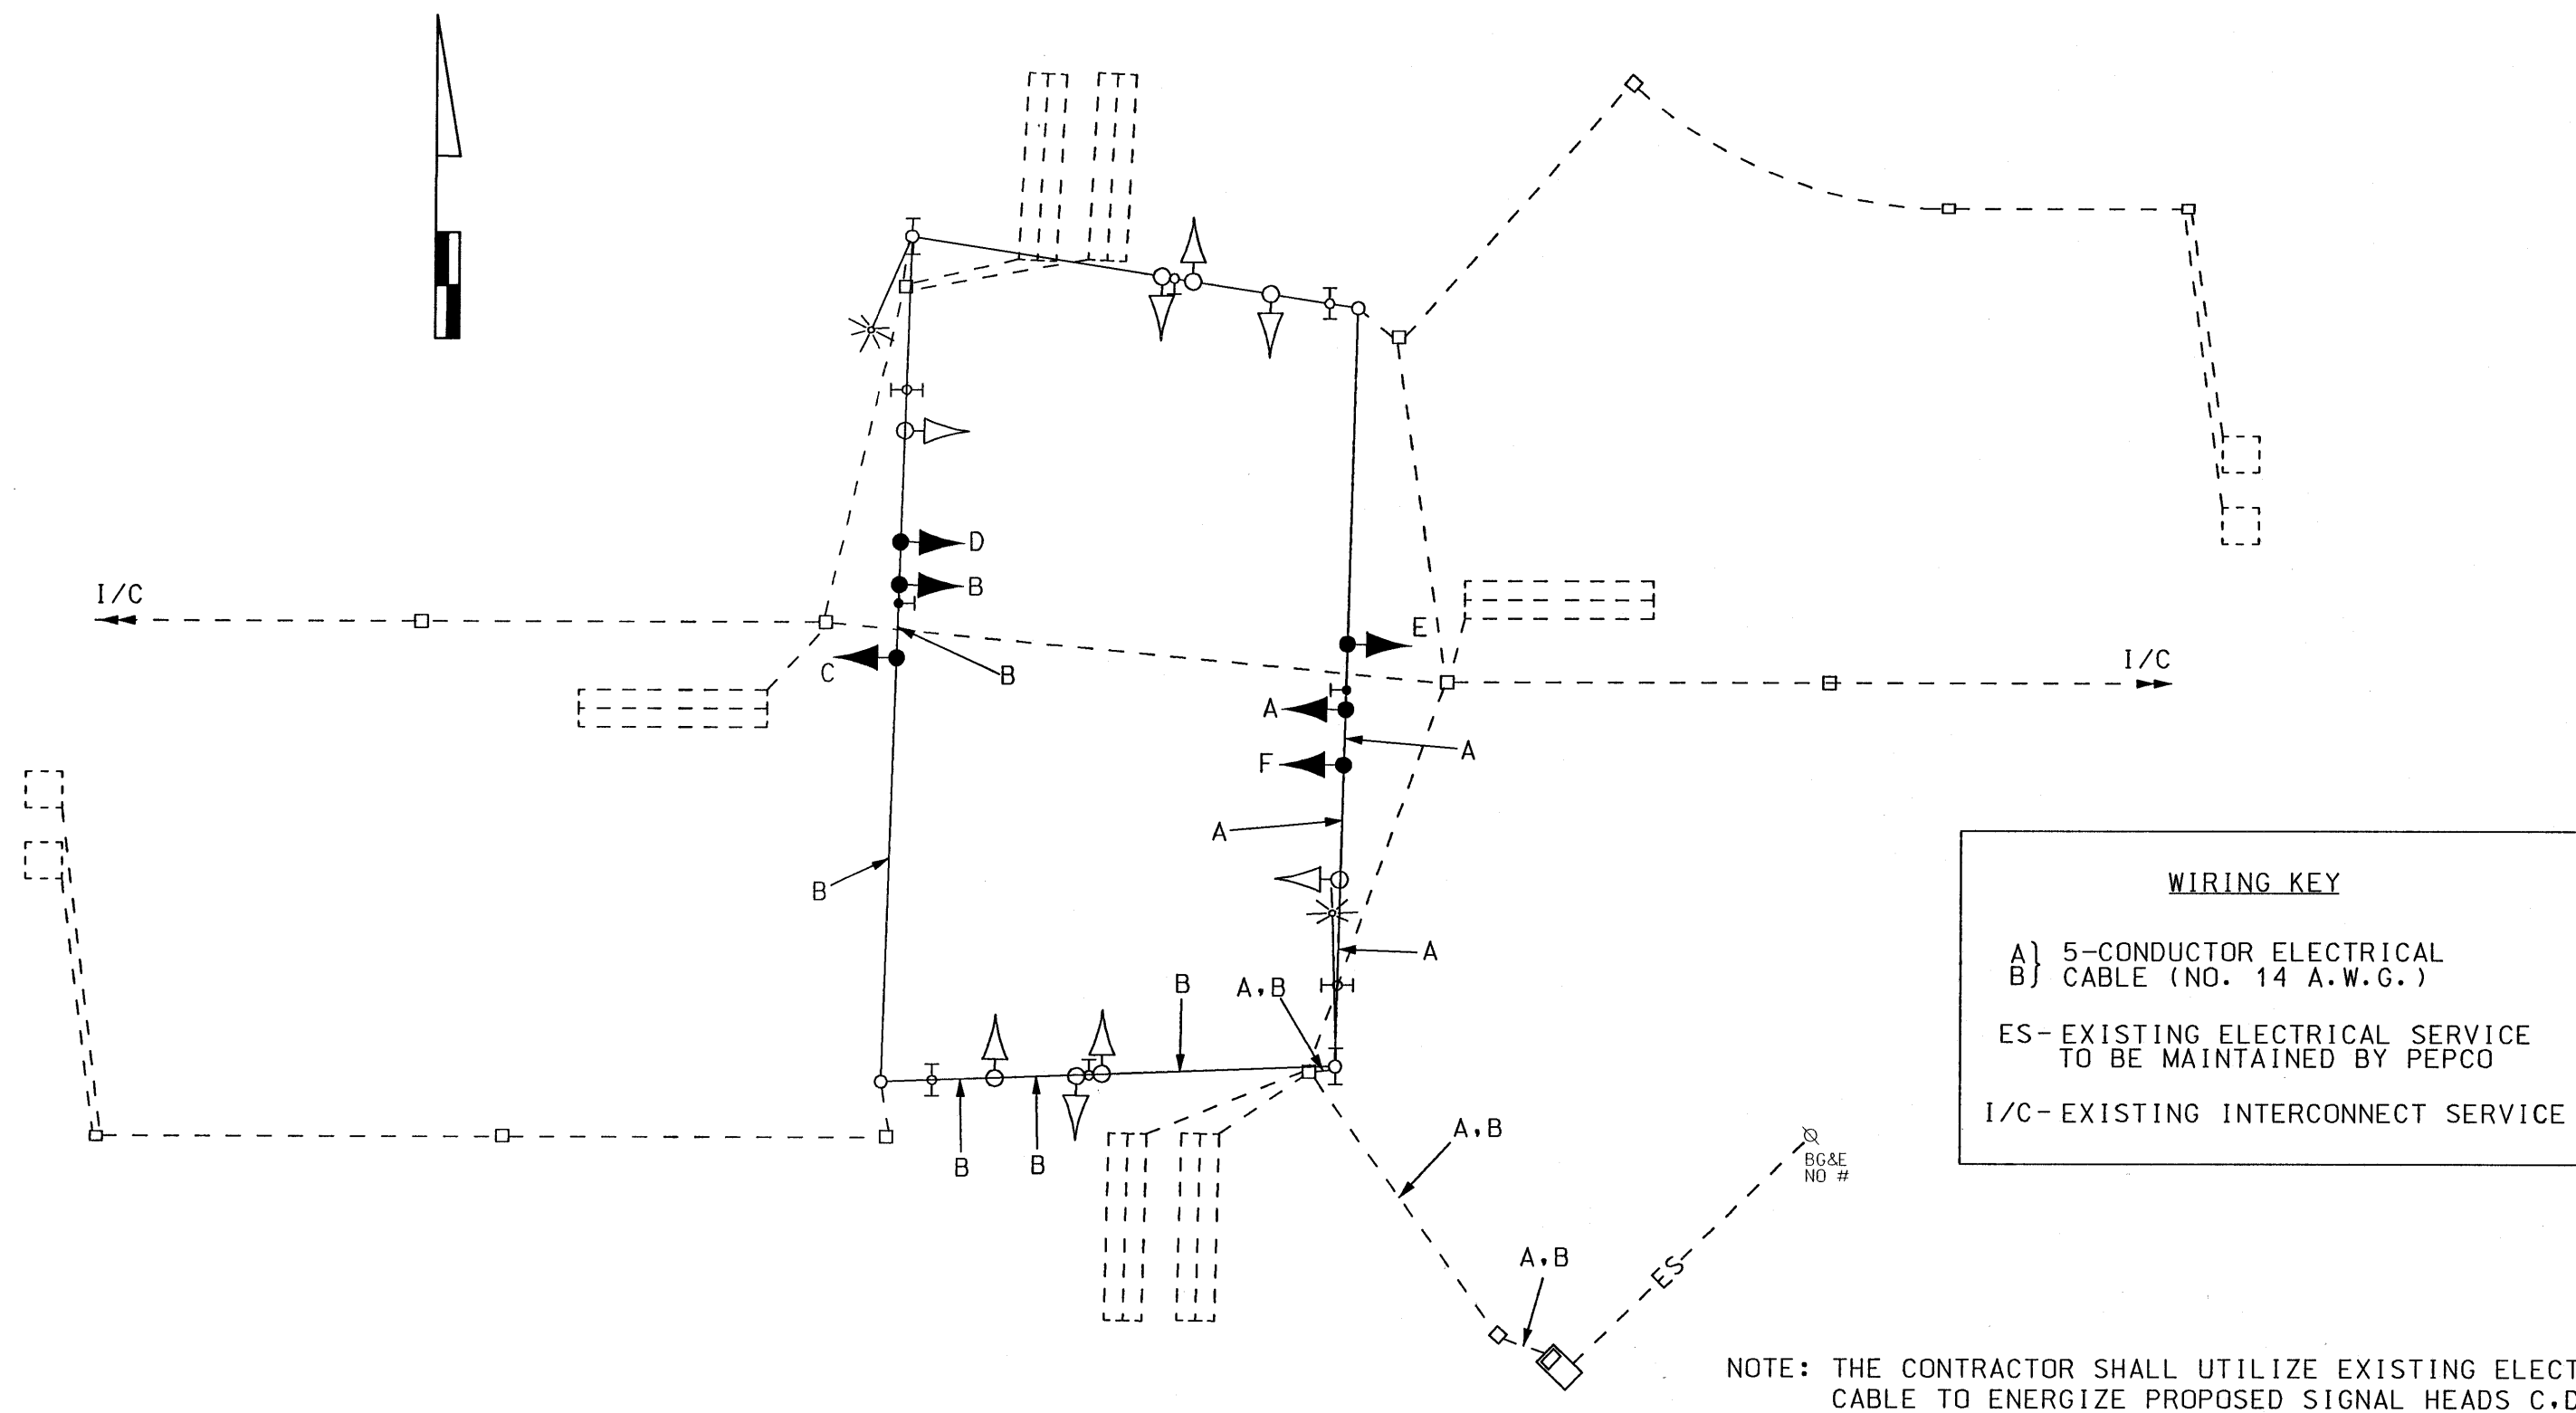 D
B
I/C
E
C
B
I/C
A
A
F
A
B
A
B
A,B
B
B
A,B
A,B
ES
BG&E
NO #
WIRING KEY
A} 5-CONDUCTOR ELECTRICAL
B} CABLE (NO. 14 A.W.G.)
ES- EXISTING ELECTRICAL SERVICE
TO BE MAINTAINED BY PEPCO
I/C- EXISTING INTERCONNECT SERVICE
NOTE: THE CONTRACTOR SHALL UTILIZE EXISTING ELECT
CABLE TO ENERGIZE PROPOSED SIGNAL HEADS C,D